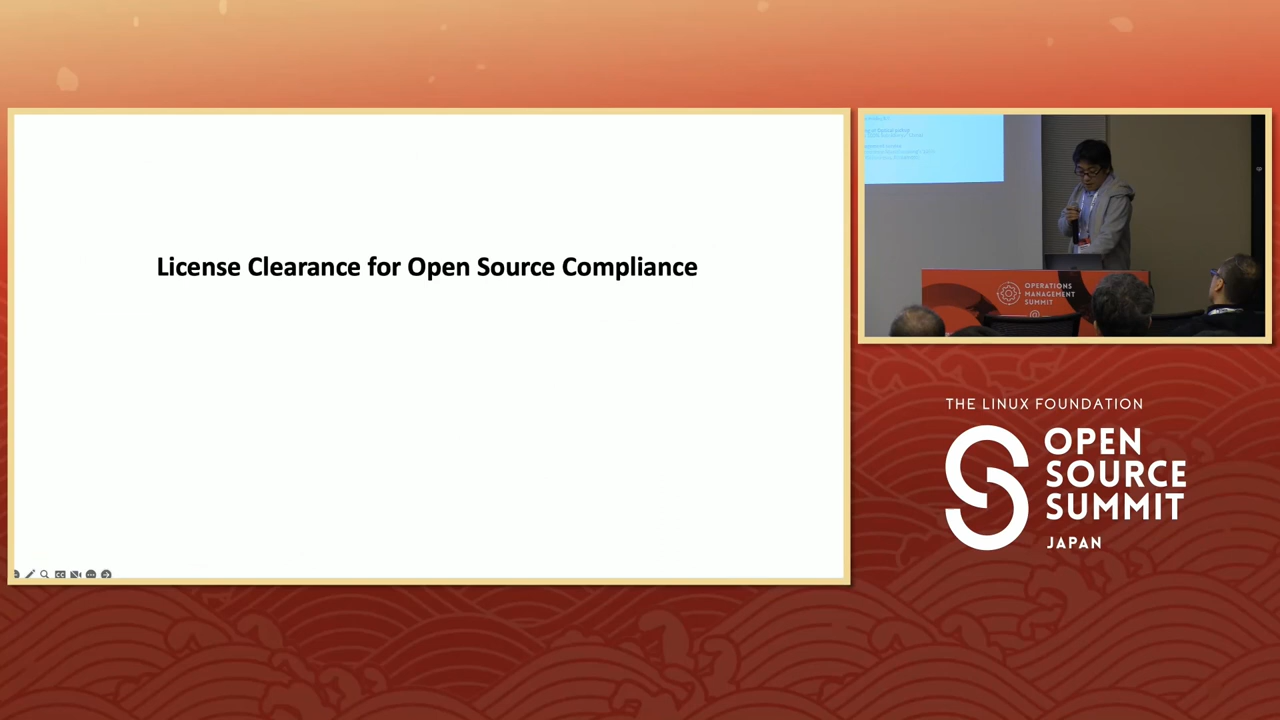 License Clearance for Open Source Compliance
OPERATIONS
MANAGEMENT
SUMMIT
THE LINUX FOUNDATION
OPEN
SOURCE
SUMMIT
JAPAN